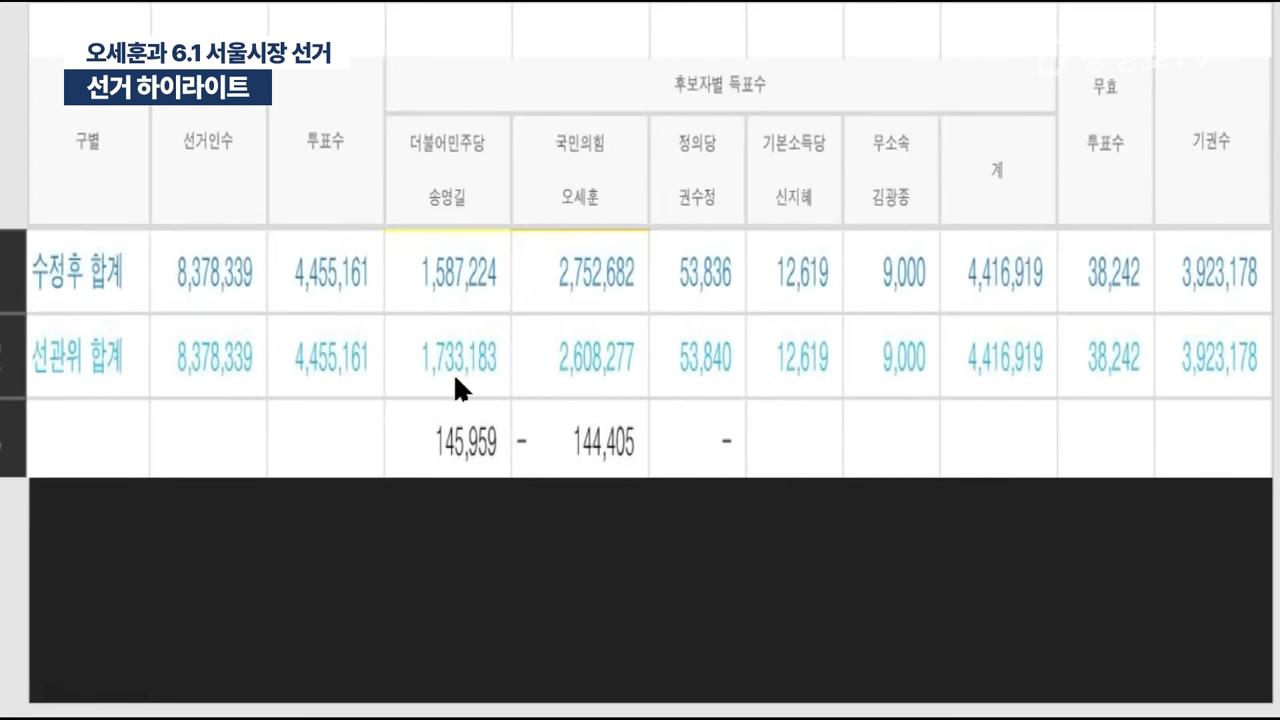 오세훈과 6.1 서울시장 선거
선거 하이라이트
후보자별 득표수
무효
구별 선거인수 투표수 더불어민주당 국민의힘 정의당 기본소득당 무소속 계 투표수 기권수
송영길 오세훈 권수정 신지혜 김광종
수정후 합계 8,378,339 4,455,161 1,587,224 2,752,682 53,836 12,619 9,000 4,416,919 38,242 3,923,178
선관위 합계 8,378,339 4,455,161 1,733,183 2,608,277 53,840 12,619 9,000 4,416,919 38,242 3,923,178
145,959 - 144,405 -